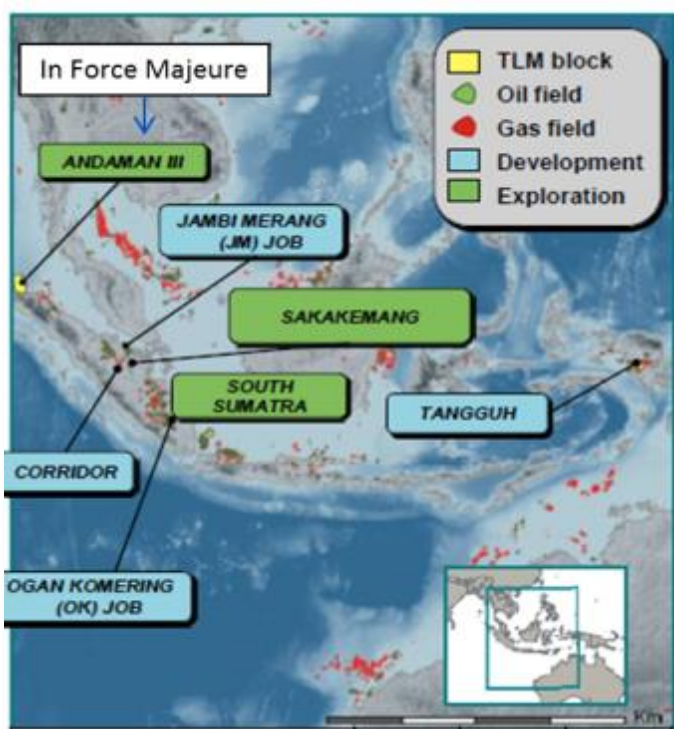 In Force Majeure
TLM block
Oil field
Gas field
Development
Exploration
ANDAMAN III
JAMBI MERANG
(JM) JOB
SAKAKEMANG
SOUTH
SUMATRA
TANGGUH
CORRIDOR
OGAN KOMERING
(OK) JOB
Km